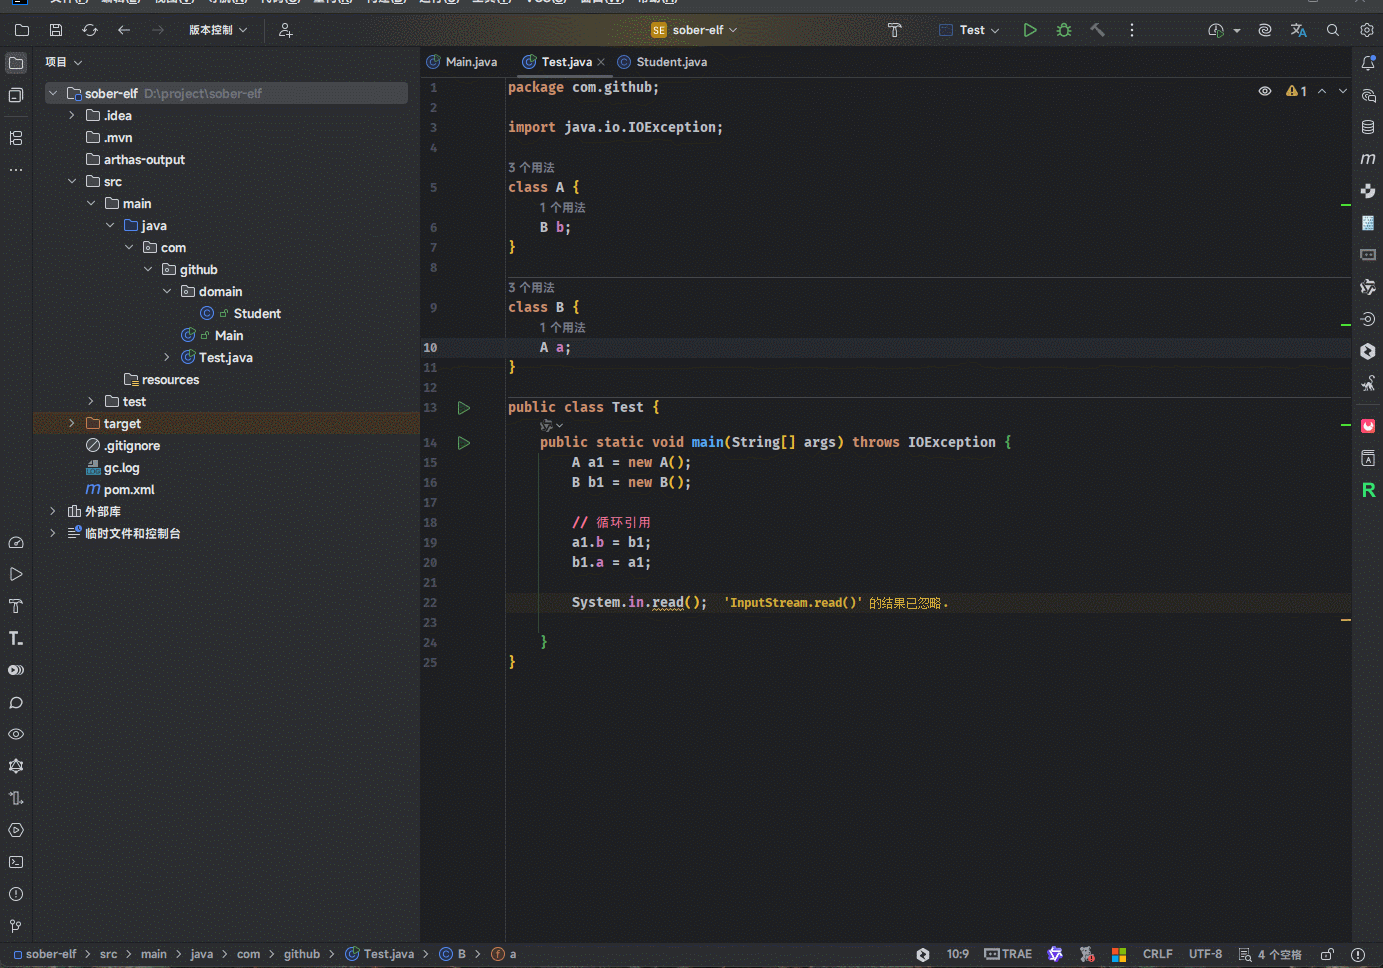 版本控制
SE sober-elf
Test
项目
Main.java
Test.java
Student.java
sober-elf D:\project\sober-elf
.idea
.mvn
arthas-output
src
main
java
com
github
domain
Student
Main
Test.java
resources
test
target
.gitignore
gc.log
pom.xml
外部库
临时文件和控制台
1
1 package com.github;
2
3 import java.io.IOException;
4
3 个用法
5 class A {
1 个用法
6 B b;
7 }
8
3 个用法
9 class B {
1 个用法
10 A a;
11 }
12
13 public class Test {
14 public static void main(String[] args) throws IOException {
15 A a1 = new A();
16 B b1 = new B();
17
18 // 循环引用
19 a1.b = b1;
20 b1.a = a1;
21
22 System.in.read(); 'InputStream.read()' 的结果已忽略.
23
24 }
25 }
sober-elf > src > main > java > com > github > Test.java > B > a
10:9
TRAE
CRLF
UTF-8
4 个空格